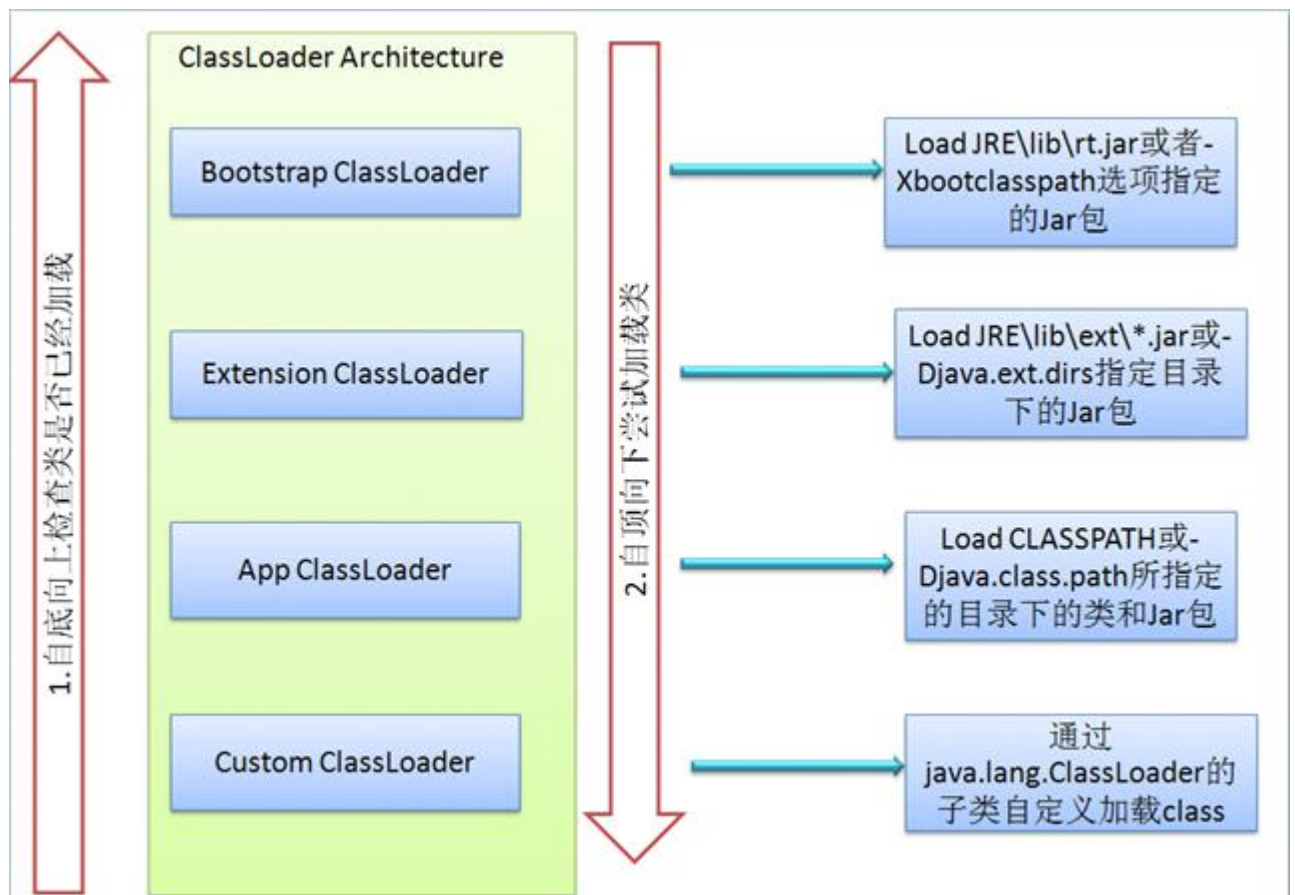 ClassLoader Architecture
1.自底向上检查类是否已经加载
2.自顶向下尝试加载类
Bootstrap ClassLoader
Load JRE\lib\rt.jar或者-
Xbootclasspath选项指定
的Jar包
Extension ClassLoader
Load JRE\lib\ext\*.jar或-
Djava.ext.dirs指定目录
下的Jar包
App ClassLoader
Load CLASSPATH或-
Djava.class.path所指定
的目录下的类和Jar包
Custom ClassLoader
通过
java.lang.ClassLoader的
子类自定义加载class